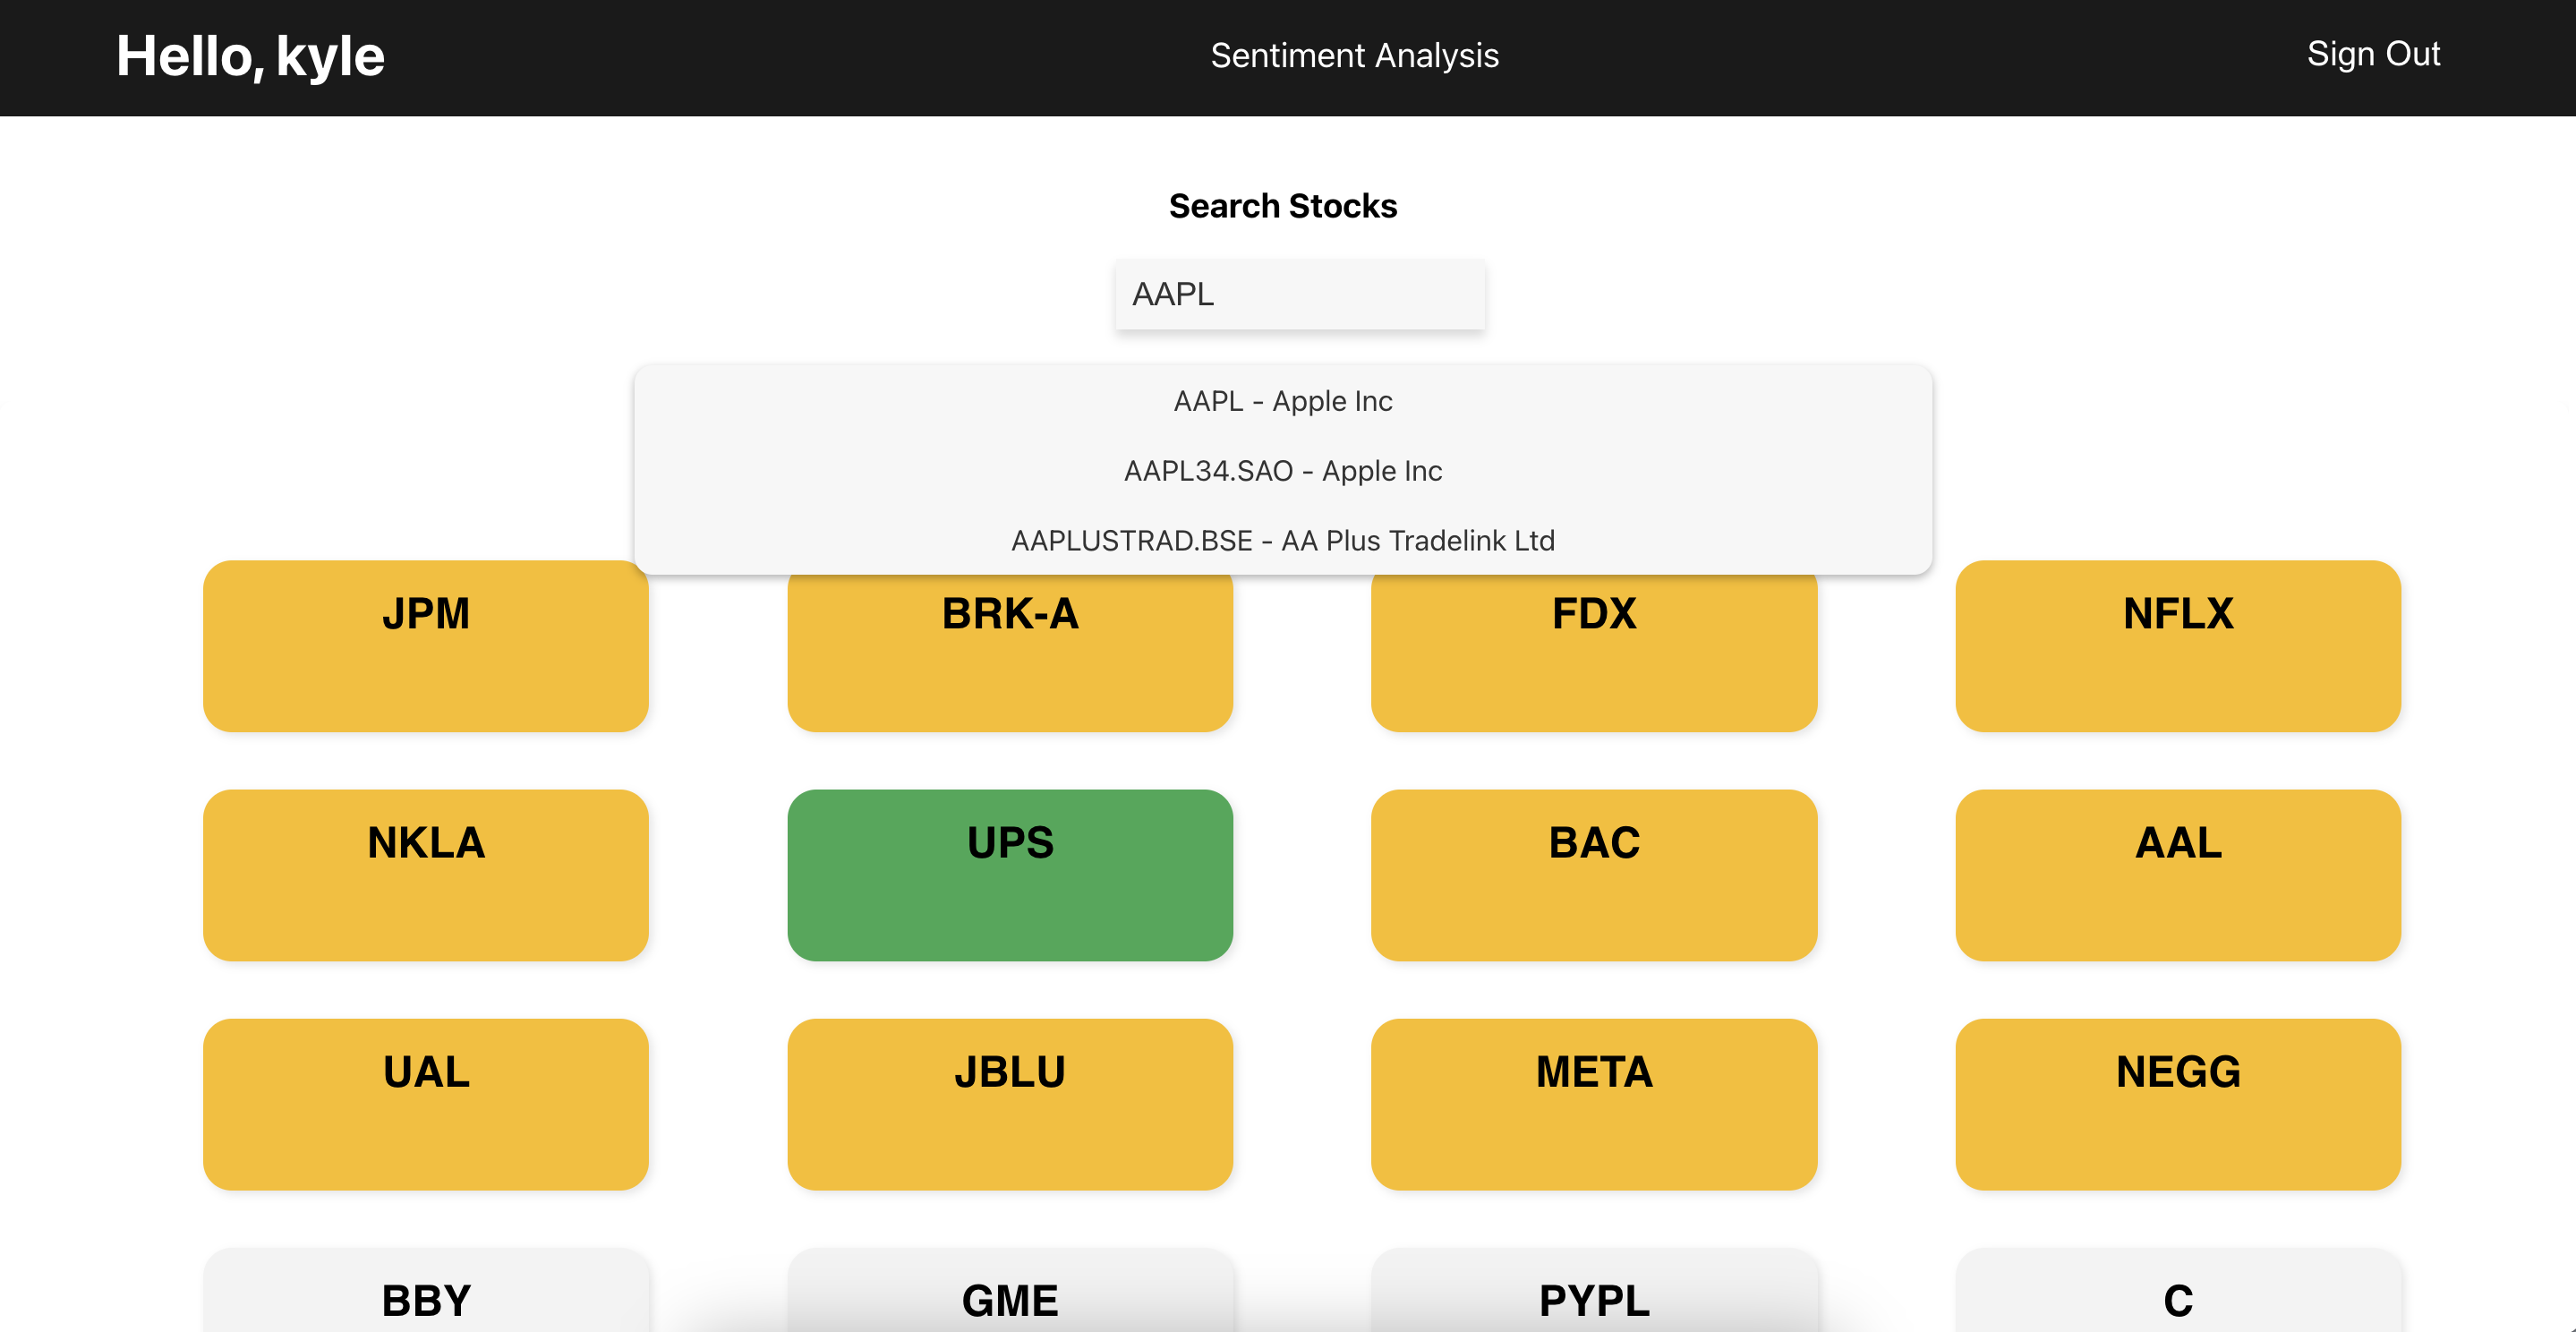 Hello, kyle
Sentiment Analysis
Sign Out
Search Stocks
AAPL
AAPL - Apple Inc
AAPL34.SAO - Apple Inc
AAPLUSTRAD.BSE - AA Plus Tradelink Ltd
JPM
BRK-A
FDX
NFLX
NKLA
UPS
BAC
AAL
UAL
JBLU
META
NEGG
BBY
GME
PYPL
C